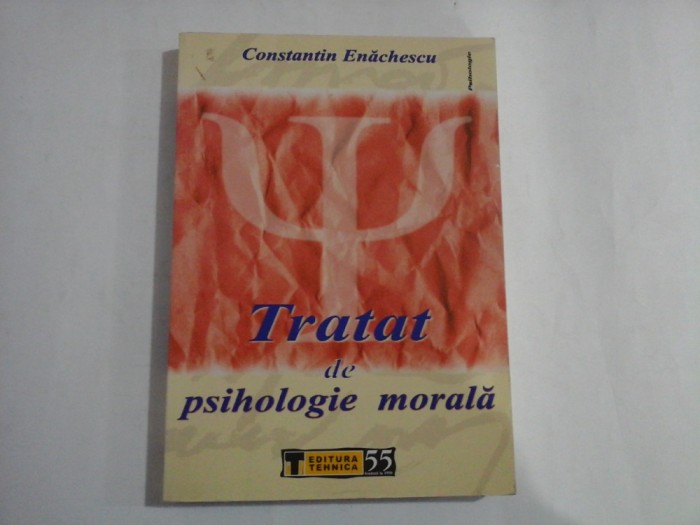 Constantin Enăchescu
Psihologie
Ψ
Tratat
de
psihologie morală
T EDITURA
TEHNICA
55